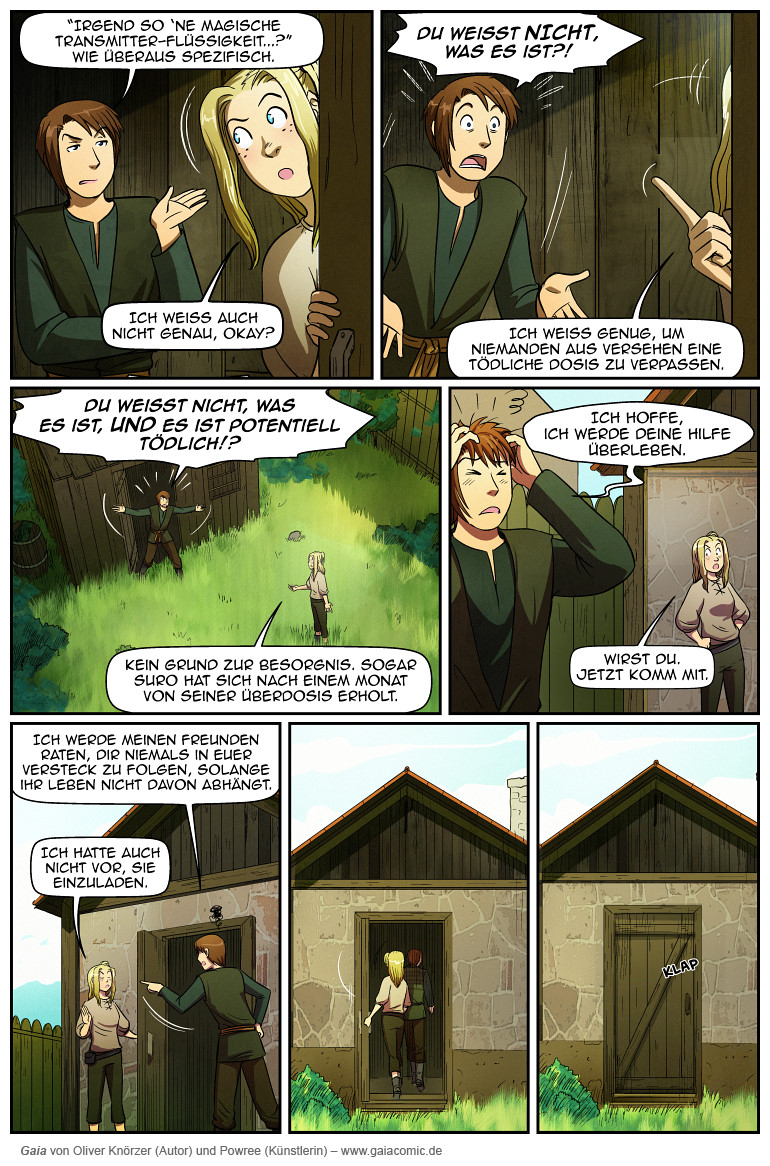 "IRGEND SO 'NE MAGISCHE
TRANSMITTER-FLÜSSIGKEIT...?"
WIE ÜBERAUS SPEZIFISCH.
ICH WEISS AUCH
NICHT GENAU, OKAY?
DU WEISST NICHT,
WAS ES IST?!
ICH WEISS GENUG, UM
NIEMANDEN AUS VERSEHEN EINE
TÖDLICHE DOSIS ZU VERPASSEN.
DU WEISST NICHT, WAS
ES IST, UND ES IST POTENTIELL
TÖDLICH!?
KEIN GRUND ZUR BESORGNIS. SOGAR
SURO HAT SICH NACH EINEM MONAT
VON SEINER ÜBERDOSIS ERHOLT.
ICH HOFFE,
ICH WERDE DEINE HILFE
ÜBERLEBEN.
WIRST DU.
JETZT KOMM MIT.
ICH WERDE MEINEN FREUNDEN
RATEN, DIR NIEMALS IN EUER
VERSTECK ZU FOLGEN, SOLANGE
IHR LEBEN NICHT DAVON ABHÄNGT.
ICH HATTE AUCH
NICHT VOR, SIE
EINZULADEN.
KLAP
Gaia von Oliver Knörzer (Autor) und Powree (Künstlerin) – www.gaiacomic.de